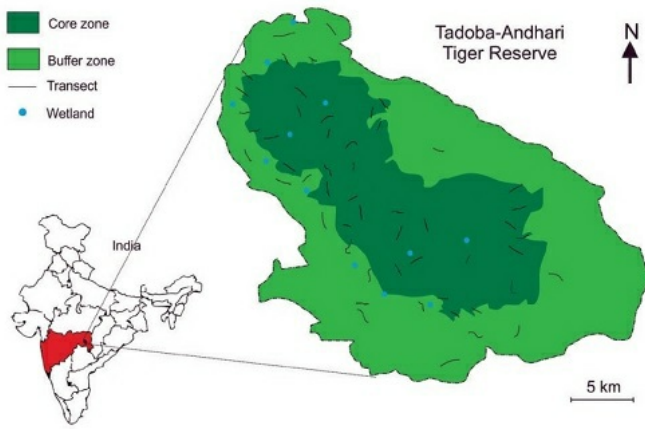 Core zone
Buffer zone
Transect
Wetland
Tadoba-Andhari
Tiger Reserve
N
India
5 km